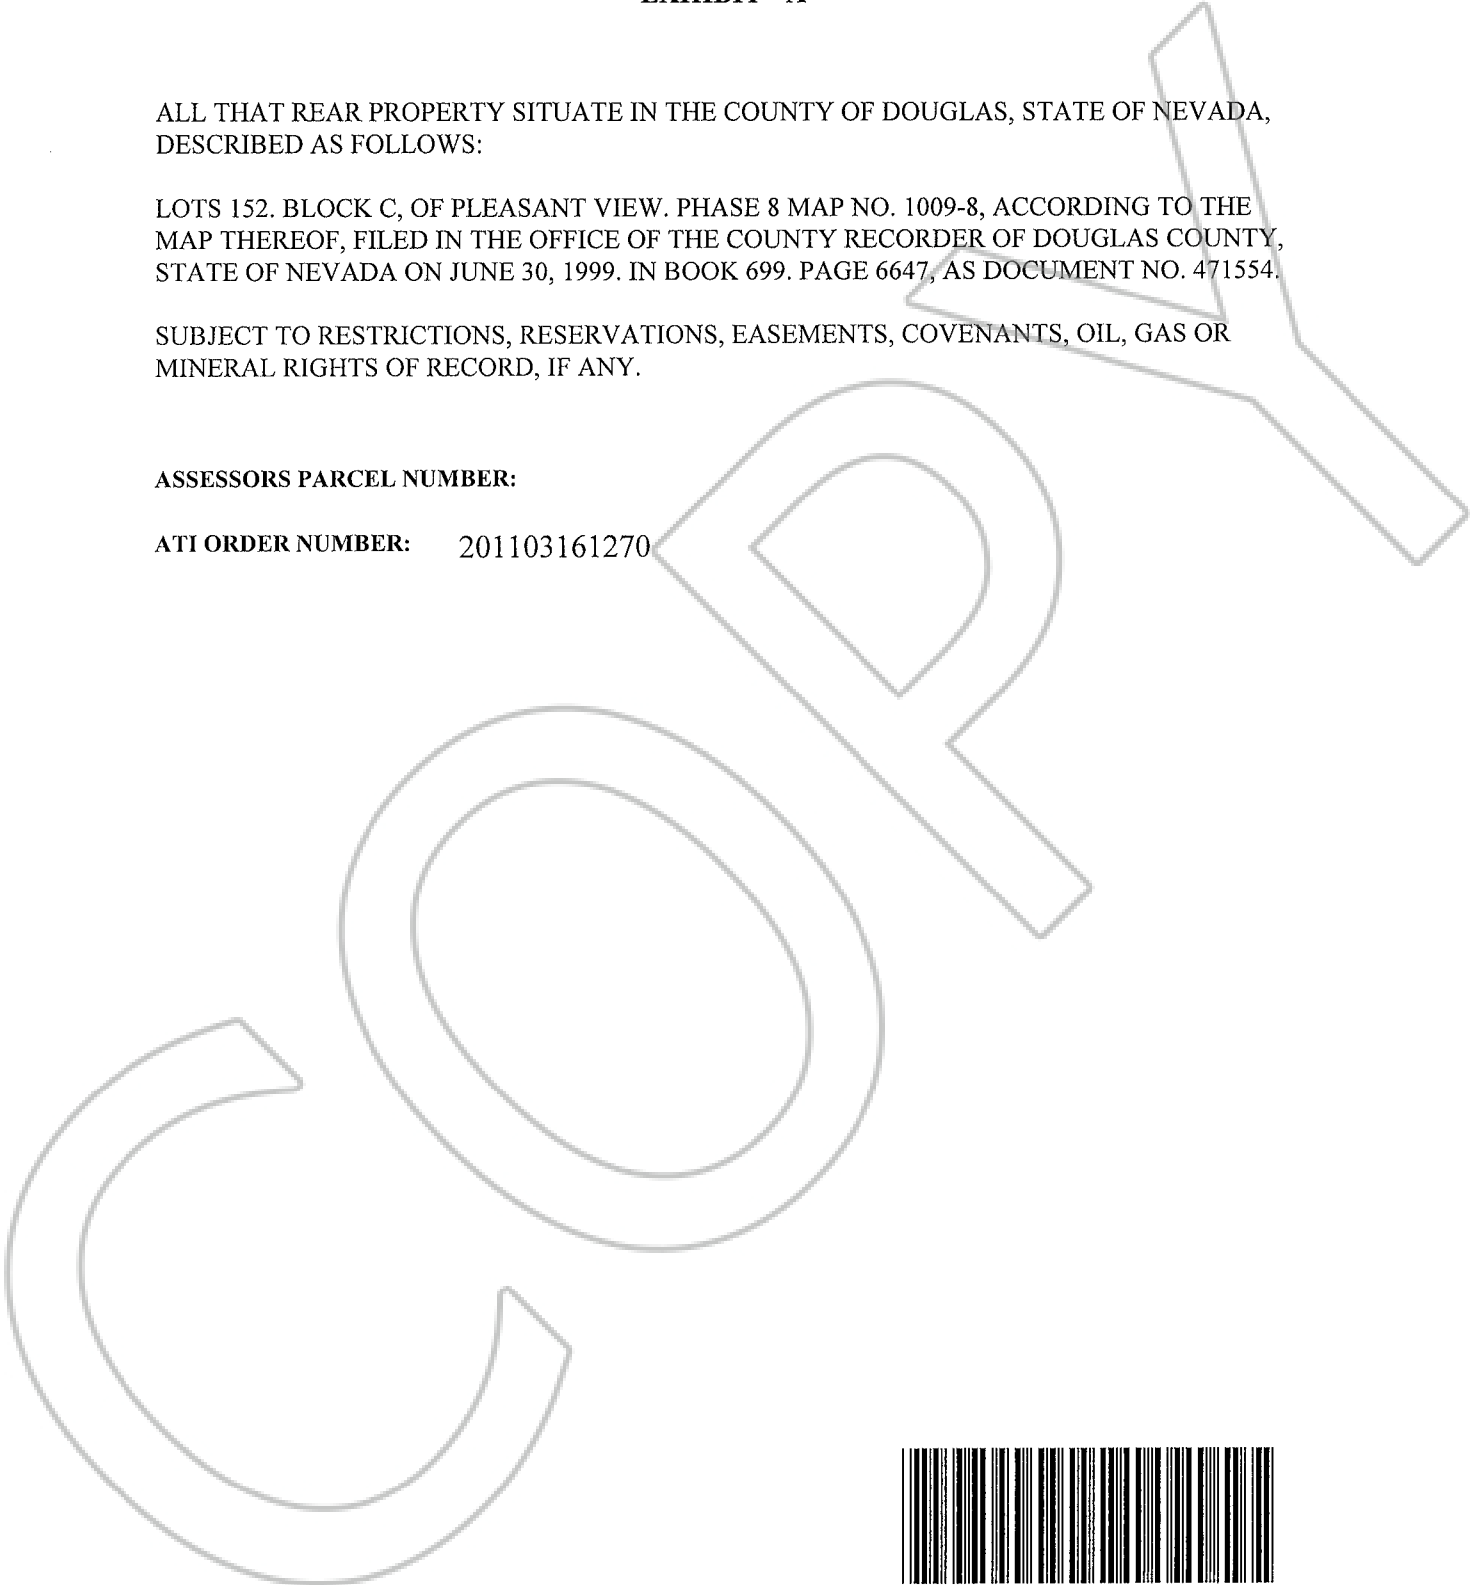 EXHIBIT "A"
ALL THAT REAR PROPERTY SITUATE IN THE COUNTY OF DOUGLAS, STATE OF NEVADA,
DESCRIBED AS FOLLOWS:
LOTS 152. BLOCK C, OF PLEASANT VIEW. PHASE 8 MAP NO. 1009-8, ACCORDING TO THE
MAP THEREOF, FILED IN THE OFFICE OF THE COUNTY RECORDER OF DOUGLAS COUNTY,
STATE OF NEVADA ON JUNE 30, 1999. IN BOOK 699. PAGE 6647, AS DOCUMENT NO. 471554.
SUBJECT TO RESTRICTIONS, RESERVATIONS, EASEMENTS, COVENANTS, OIL, GAS OR
MINERAL RIGHTS OF RECORD, IF ANY.
ASSESSORS PARCEL NUMBER:
ATI ORDER NUMBER: 201103161270
COPY